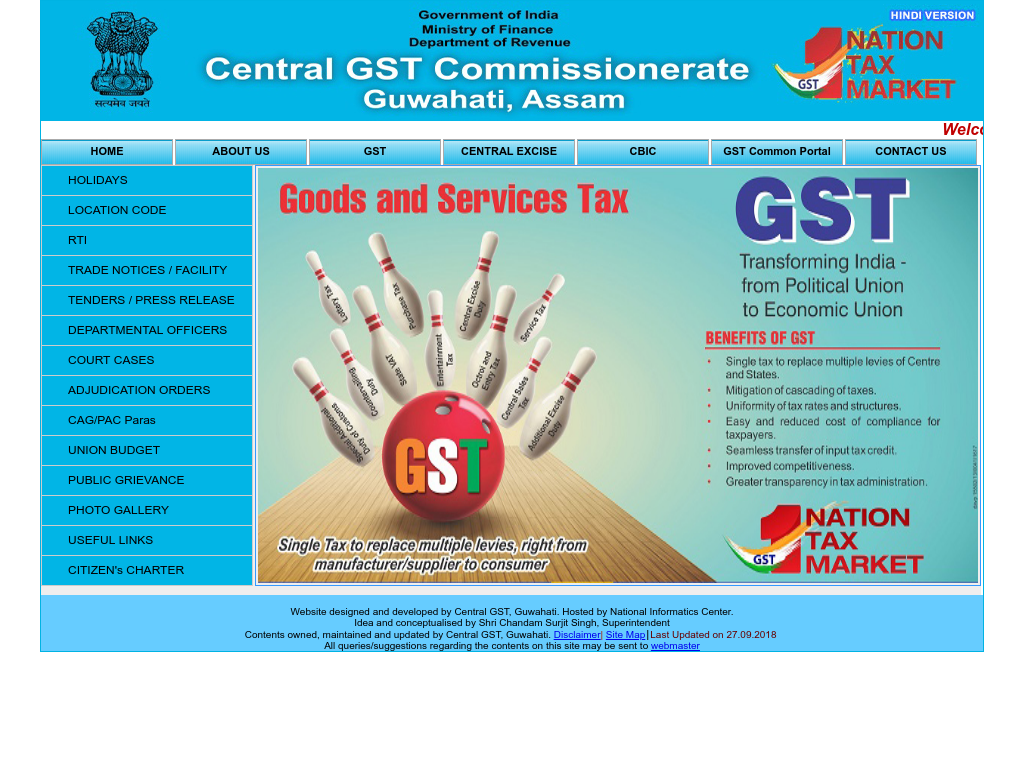 Government of India
Ministry of Finance
Department of Revenue
Central GST Commissionerate
Guwahati, Assam
सत्यमेव जयते
HINDI VERSION
1 NATION
TAX
MARKET
GST
Welco
HOME
ABOUT US
GST
CENTRAL EXCISE
CBIC
GST Common Portal
CONTACT US
HOLIDAYS
LOCATION CODE
RTI
TRADE NOTICES / FACILITY
TENDERS / PRESS RELEASE
DEPARTMENTAL OFFICERS
COURT CASES
ADJUDICATION ORDERS
CAG/PAC Paras
UNION BUDGET
PUBLIC GRIEVANCE
PHOTO GALLERY
USEFUL LINKS
CITIZEN's CHARTER
Goods and Services Tax
Lottery Tax
Purchase Tax
Central Excise
Duty
Service Tax
State VAT
Entertainment
Tax
Octroi and
Entry Tax
Countervailing
Duty
Central Sales
Tax
Special Additional
Duty of Customs
Additional Excise
Duty
GST
Single Tax to replace multiple levies, right from
manufacturer/supplier to consumer
GST
Transforming India -
from Political Union
to Economic Union
BENEFITS OF GST
• Single tax to replace multiple levies of Centre
and States.
• Mitigation of cascading of taxes.
• Uniformity of tax rates and structures.
• Easy and reduced cost of compliance for
taxpayers.
• Seamless transfer of input tax credit.
• Improved competitiveness.
• Greater transparency in tax administration.
1 NATION
TAX
MARKET
GST
Website designed and developed by Central GST, Guwahati. Hosted by National Informatics Center.
Idea and conceptualised by Shri Chandam Surjit Singh, Superintendent
Contents owned, maintained and updated by Central GST, Guwahati. Disclaimer| Site Map|Last Updated on 27.09.2018
All queries/suggestions regarding the contents on this site may be sent to webmaster